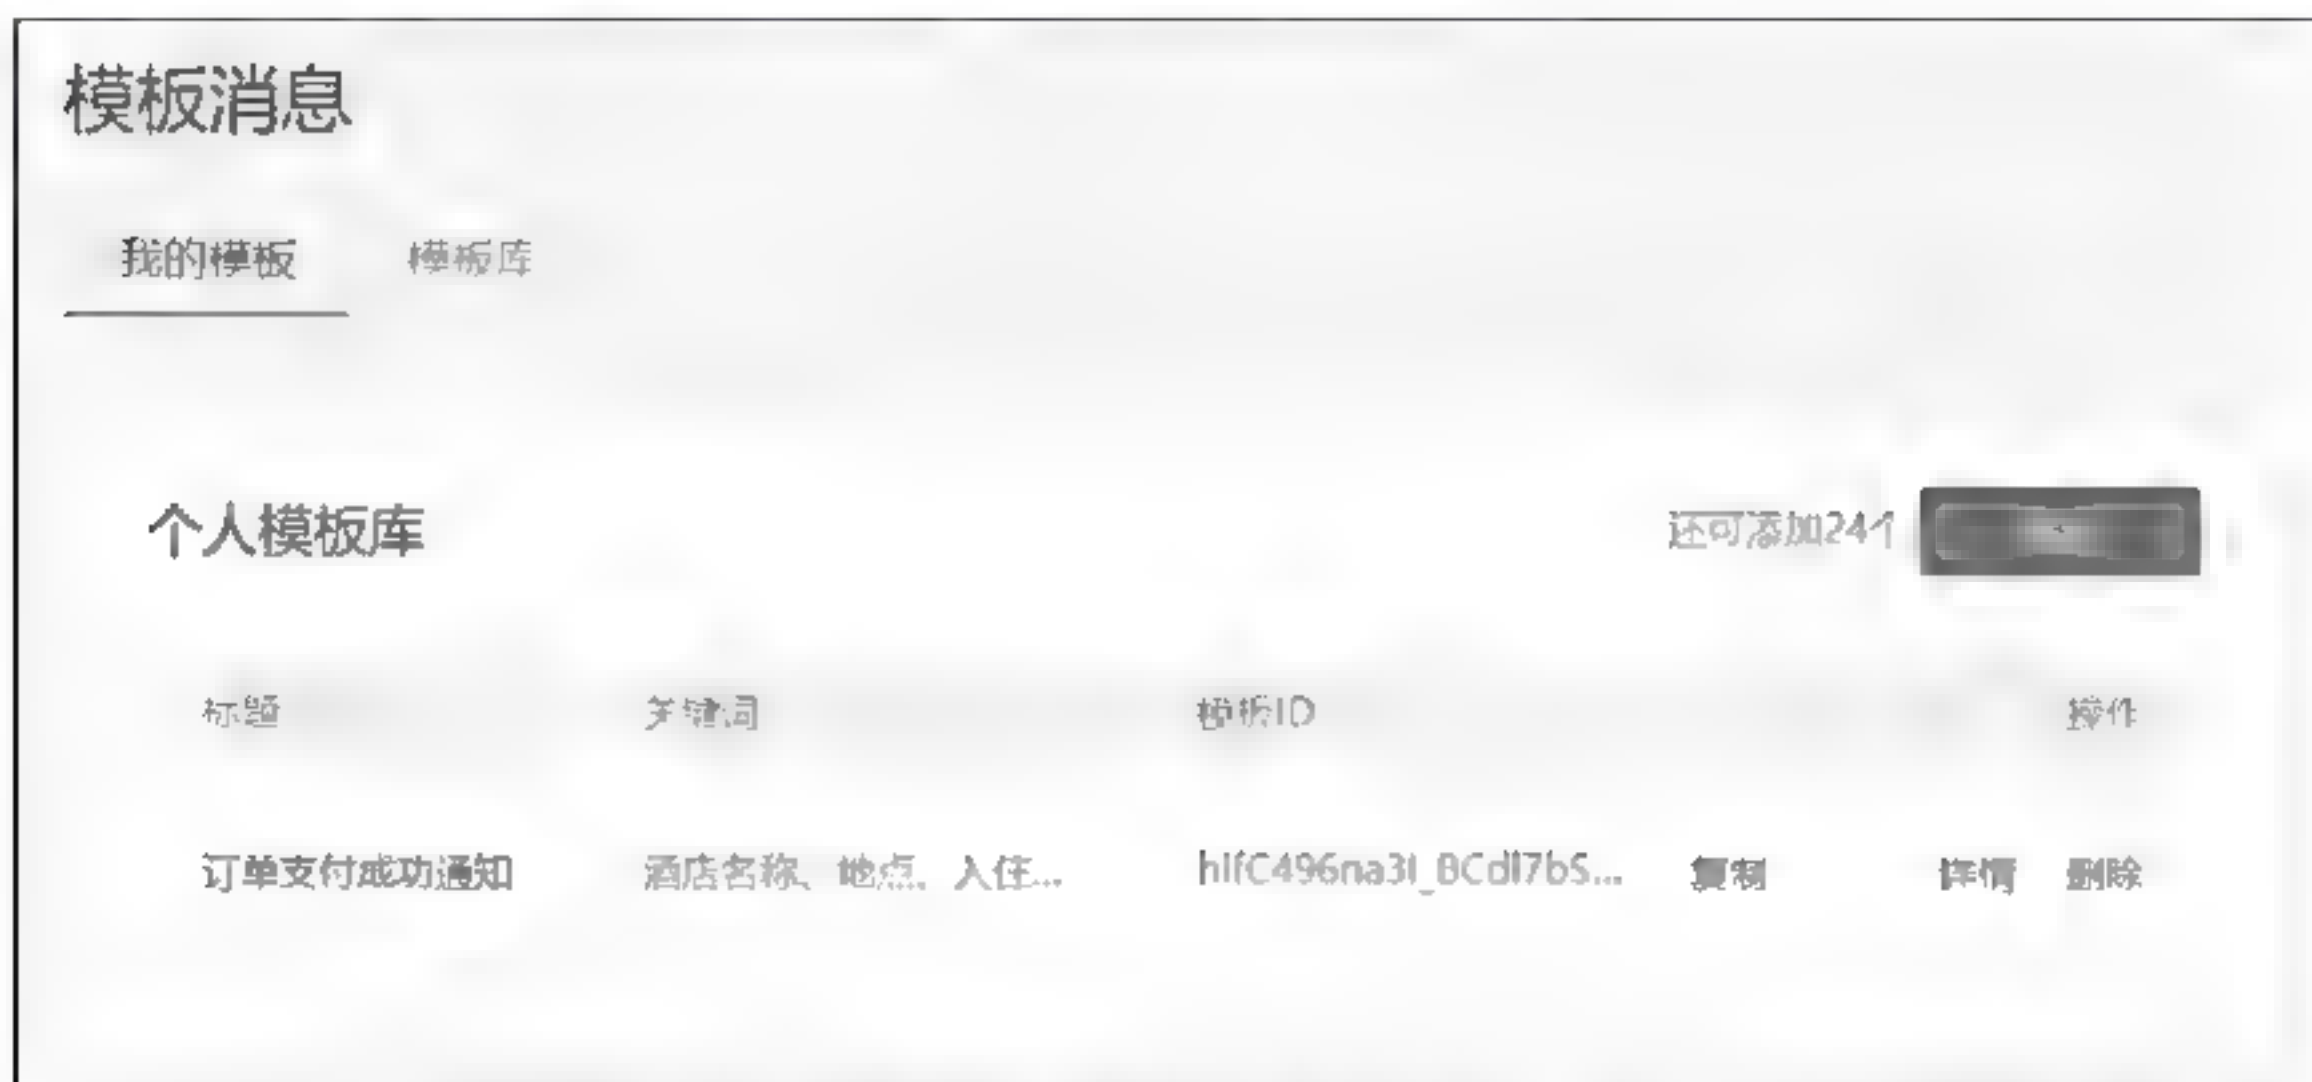 模板消息
我的模板 模板库
个人模板库 还可添加24个
标题 关键词 模板ID 操作
订单支付成功通知 酒店名称、地点、入住... 复制 详情 删除